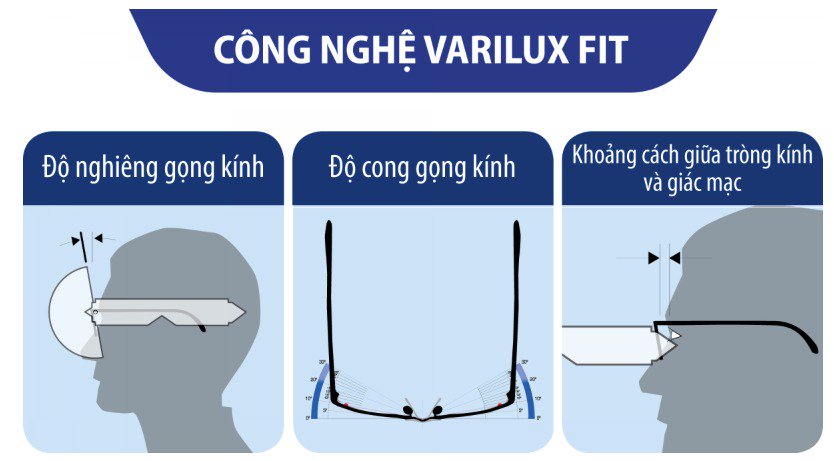 CÔNG NGHỆ VARILUX FIT
Độ nghiêng gọng kính
Độ cong gọng kính
Khoảng cách giữa tròng kính
và giác mạc
30°
20°
10°
0°
30°
20°
10°
0°